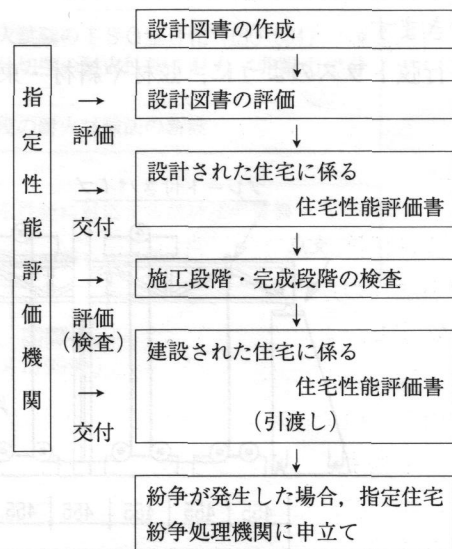 設計図書の作成
指定性能評価機関
→
評価
設計図書の評価
→
交付
設計された住宅に係る
住宅性能評価書
→
評価
(検査)
施工段階・完成段階の検査
→
交付
建設された住宅に係る
住宅性能評価書
(引渡し)
紛争が発生した場合，指定住宅
紛争処理機関に申立て